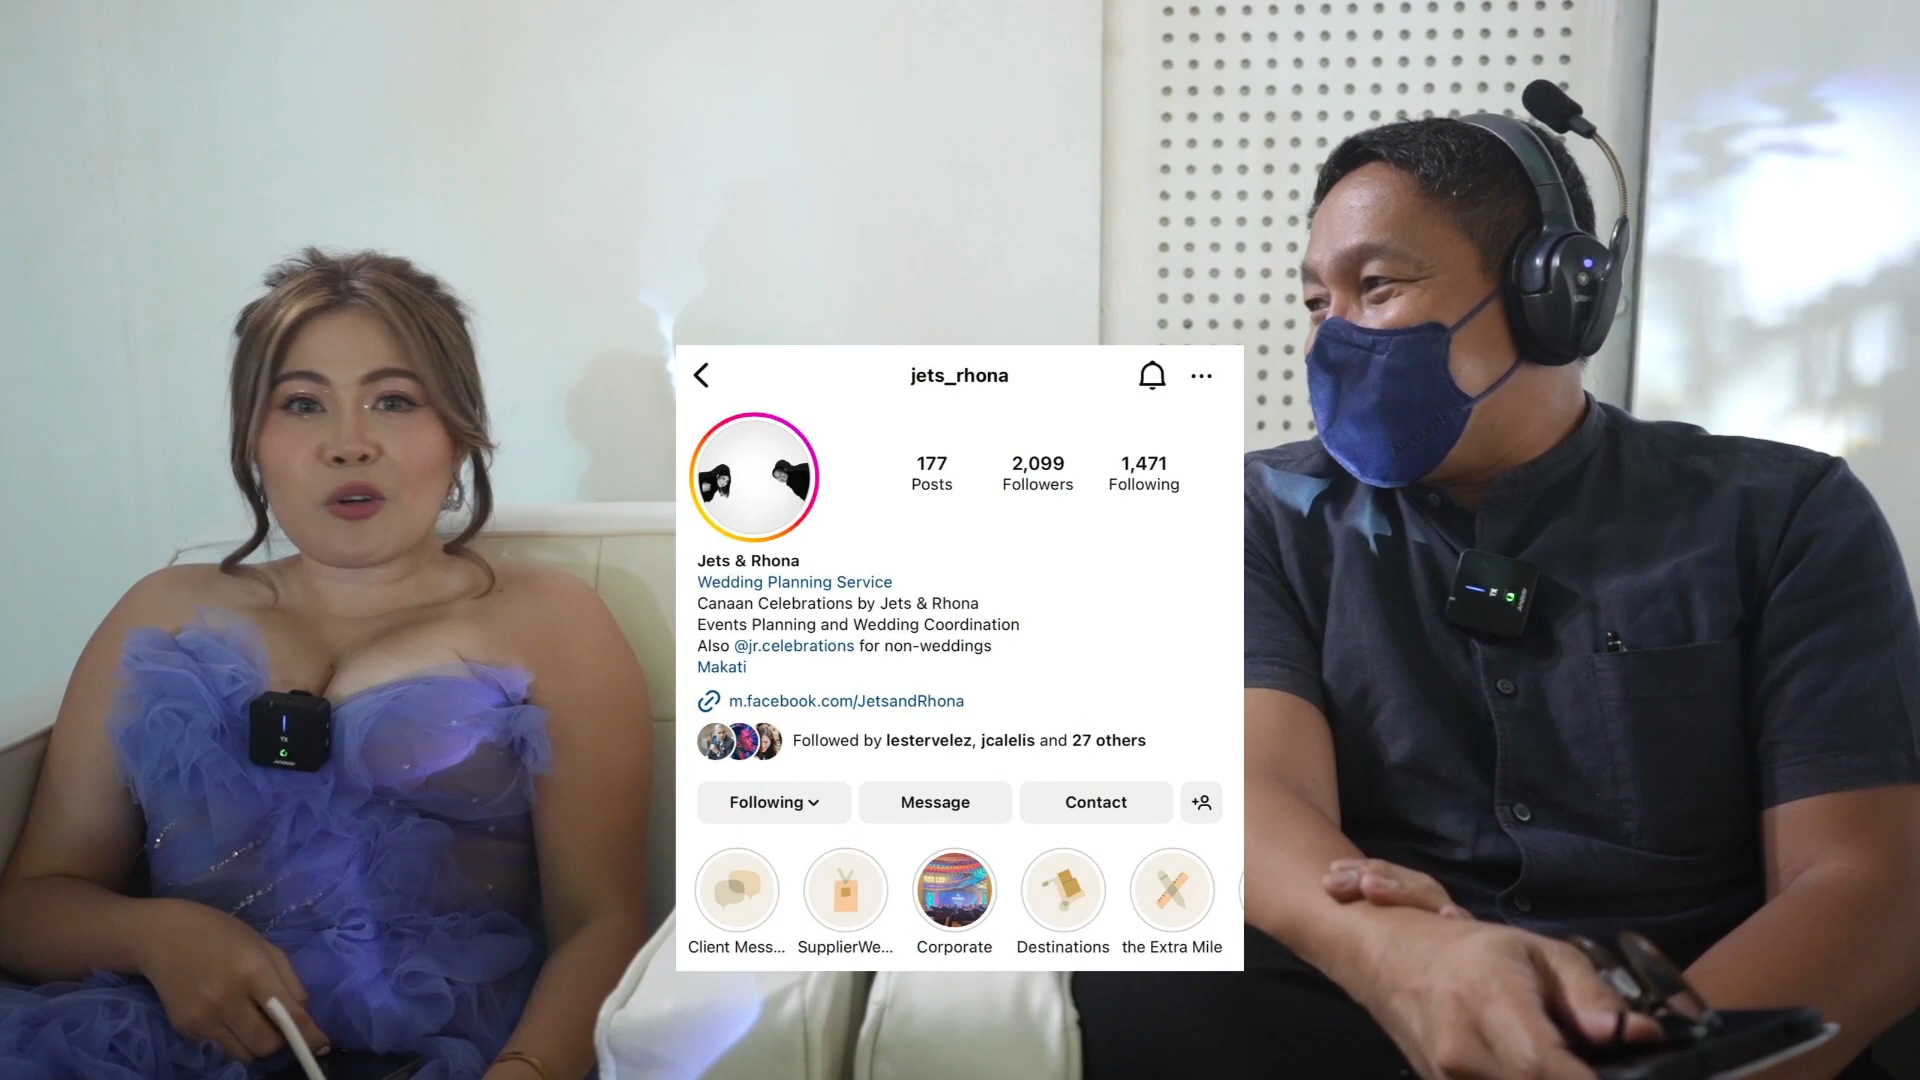 jets_rhona
177
Posts
2,099
Followers
1,471
Following
Jets & Rhona
Wedding Planning Service
Canaan Celebrations by Jets & Rhona
Events Planning and Wedding Coordination
Also @jr.celebrations for non-weddings
Makati
m.facebook.com/JetsandRhona
Followed by lestervelez, jcalelis and 27 others
Following
Message
Contact
Client Mess...
SupplierWe...
Corporate
Destinations
the Extra Mile
TX
TX